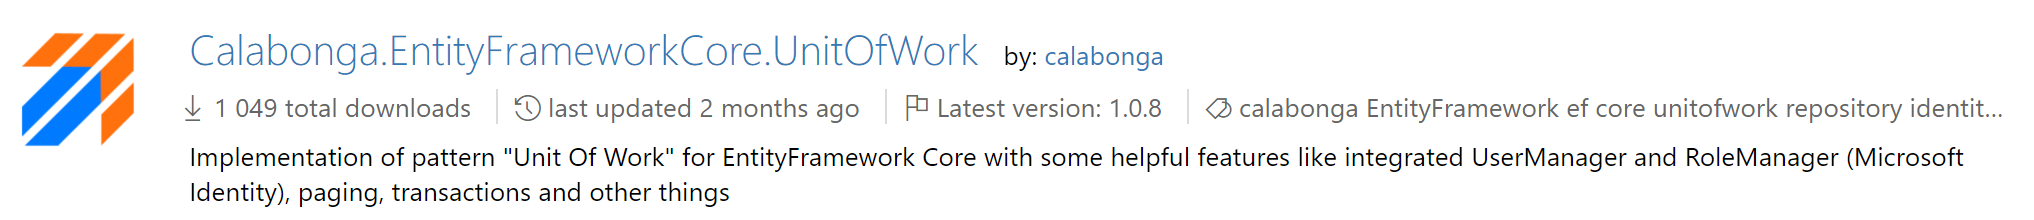 Calabonga.EntityFrameworkCore.UnitOfWork by: calabonga
1 049 total downloads last updated 2 months ago Latest version: 1.0.8 calabonga EntityFramework ef core unitofwork repository identit...
Implementation of pattern "Unit Of Work" for EntityFramework Core with some helpful features like integrated UserManager and RoleManager (Microsoft
Identity), paging, transactions and other things